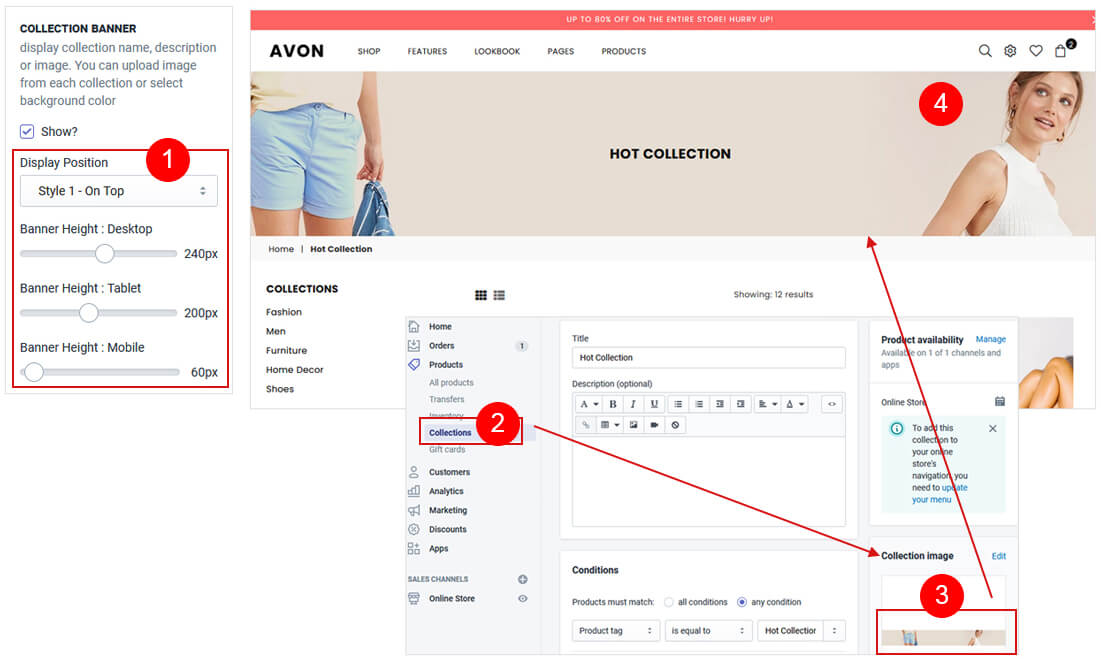 COLLECTION BANNER
display collection name, description
or image. You can upload image
from each collection or select
background color
Show?
Display Position
1
Style 1 - On Top
Banner Height : Desktop
240px
Banner Height : Tablet
200px
Banner Height : Mobile
60px
UP TO 80% OFF ON THE ENTIRE STORE! HURRY UP!
AVON
SHOP
FEATURES
LOOKBOOK
PAGES
PRODUCTS
2
4
HOT COLLECTION
Home | Hot Collection
COLLECTIONS
Fashion
Men
Furniture
Home Decor
Shoes
Showing: 12 results
Home
Orders
1
Products
All products
Transfers
Inventory
Collections
2
Gift cards
Customers
Analytics
Marketing
Discounts
Apps
SALES CHANNELS
Online Store
Title
Hot Collection
Description (optional)
A B I U A <>
Conditions
Products must match: all conditions any condition
Product tag
is equal to
Hot Collection
Product availability Manage
Available on 1 of 1 channels and
apps
Online Store
To add this
collection to
your online
store's
navigation, you
need to update
your menu
Collection image Edit
3